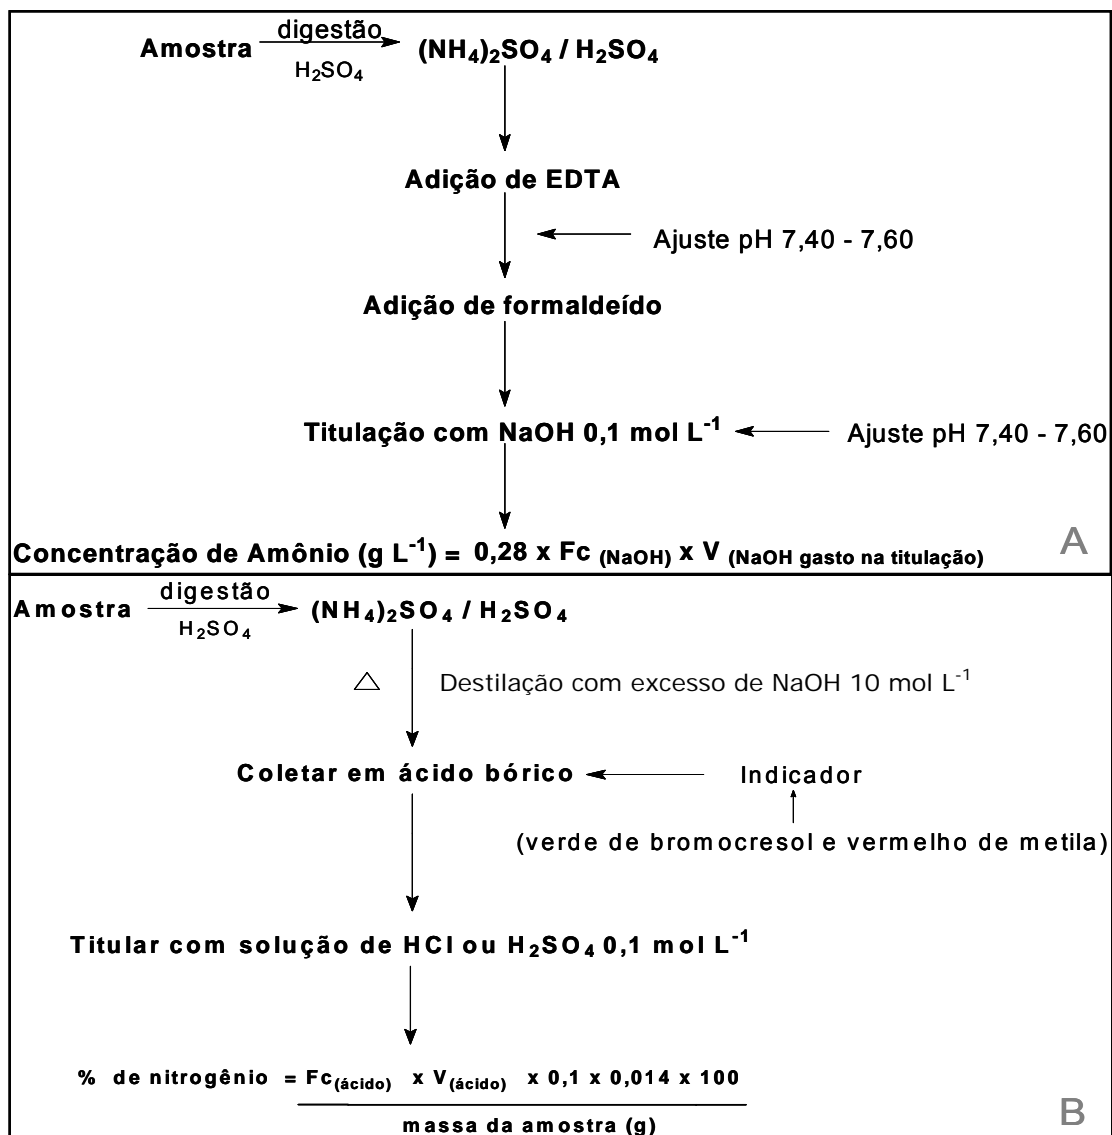 digestão
Amostra (NH4)2SO4 / H2SO4
H2SO4
Adição de EDTA
Ajuste pH 7,40 - 7,60
Adição de formaldeído
Titulação com NaOH 0,1 mol L-1 Ajuste pH 7,40 - 7,60
Concentração de Amônio (g L-1) = 0,28 x Fc (NaOH) x V (NaOH gasto na titulação)
A
digestão
Amostra (NH4)2SO4 / H2SO4
H2SO4
△ Destilação com excesso de NaOH 10 mol L-1
Coletar em ácido bórico Indicador
(verde de bromocresol e vermelho de metila)
Titular com solução de HCl ou H2SO4 0,1 mol L-1
% de nitrogênio = Fc(ácido) x V(ácido) x 0,1 x 0,014 x 100
massa da amostra (g)
B